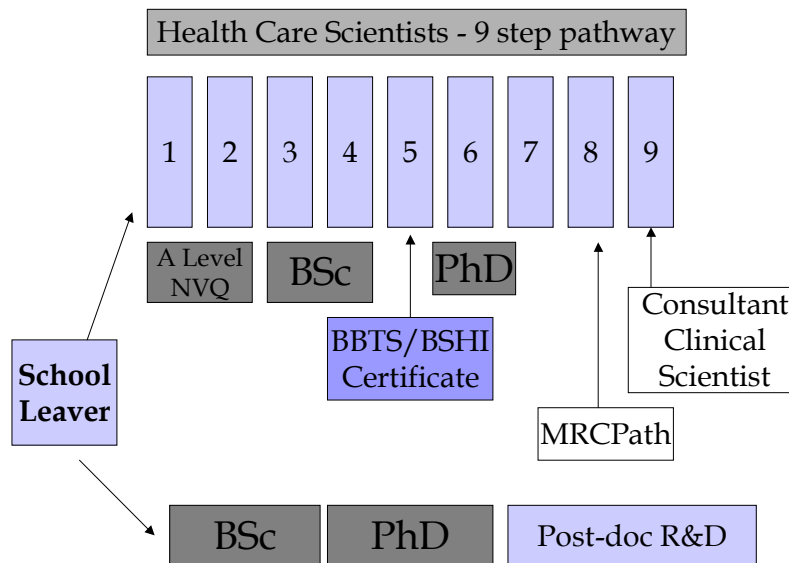 Health Care Scientists - 9 step pathway
1 2 3 4 5 6 7 8 9
A Level
NVQ
BSc
PhD
BBTS/BSHI
Certificate
Consultant
Clinical
Scientist
School
Leaver
MRCPath
BSc
PhD
Post-doc R&D